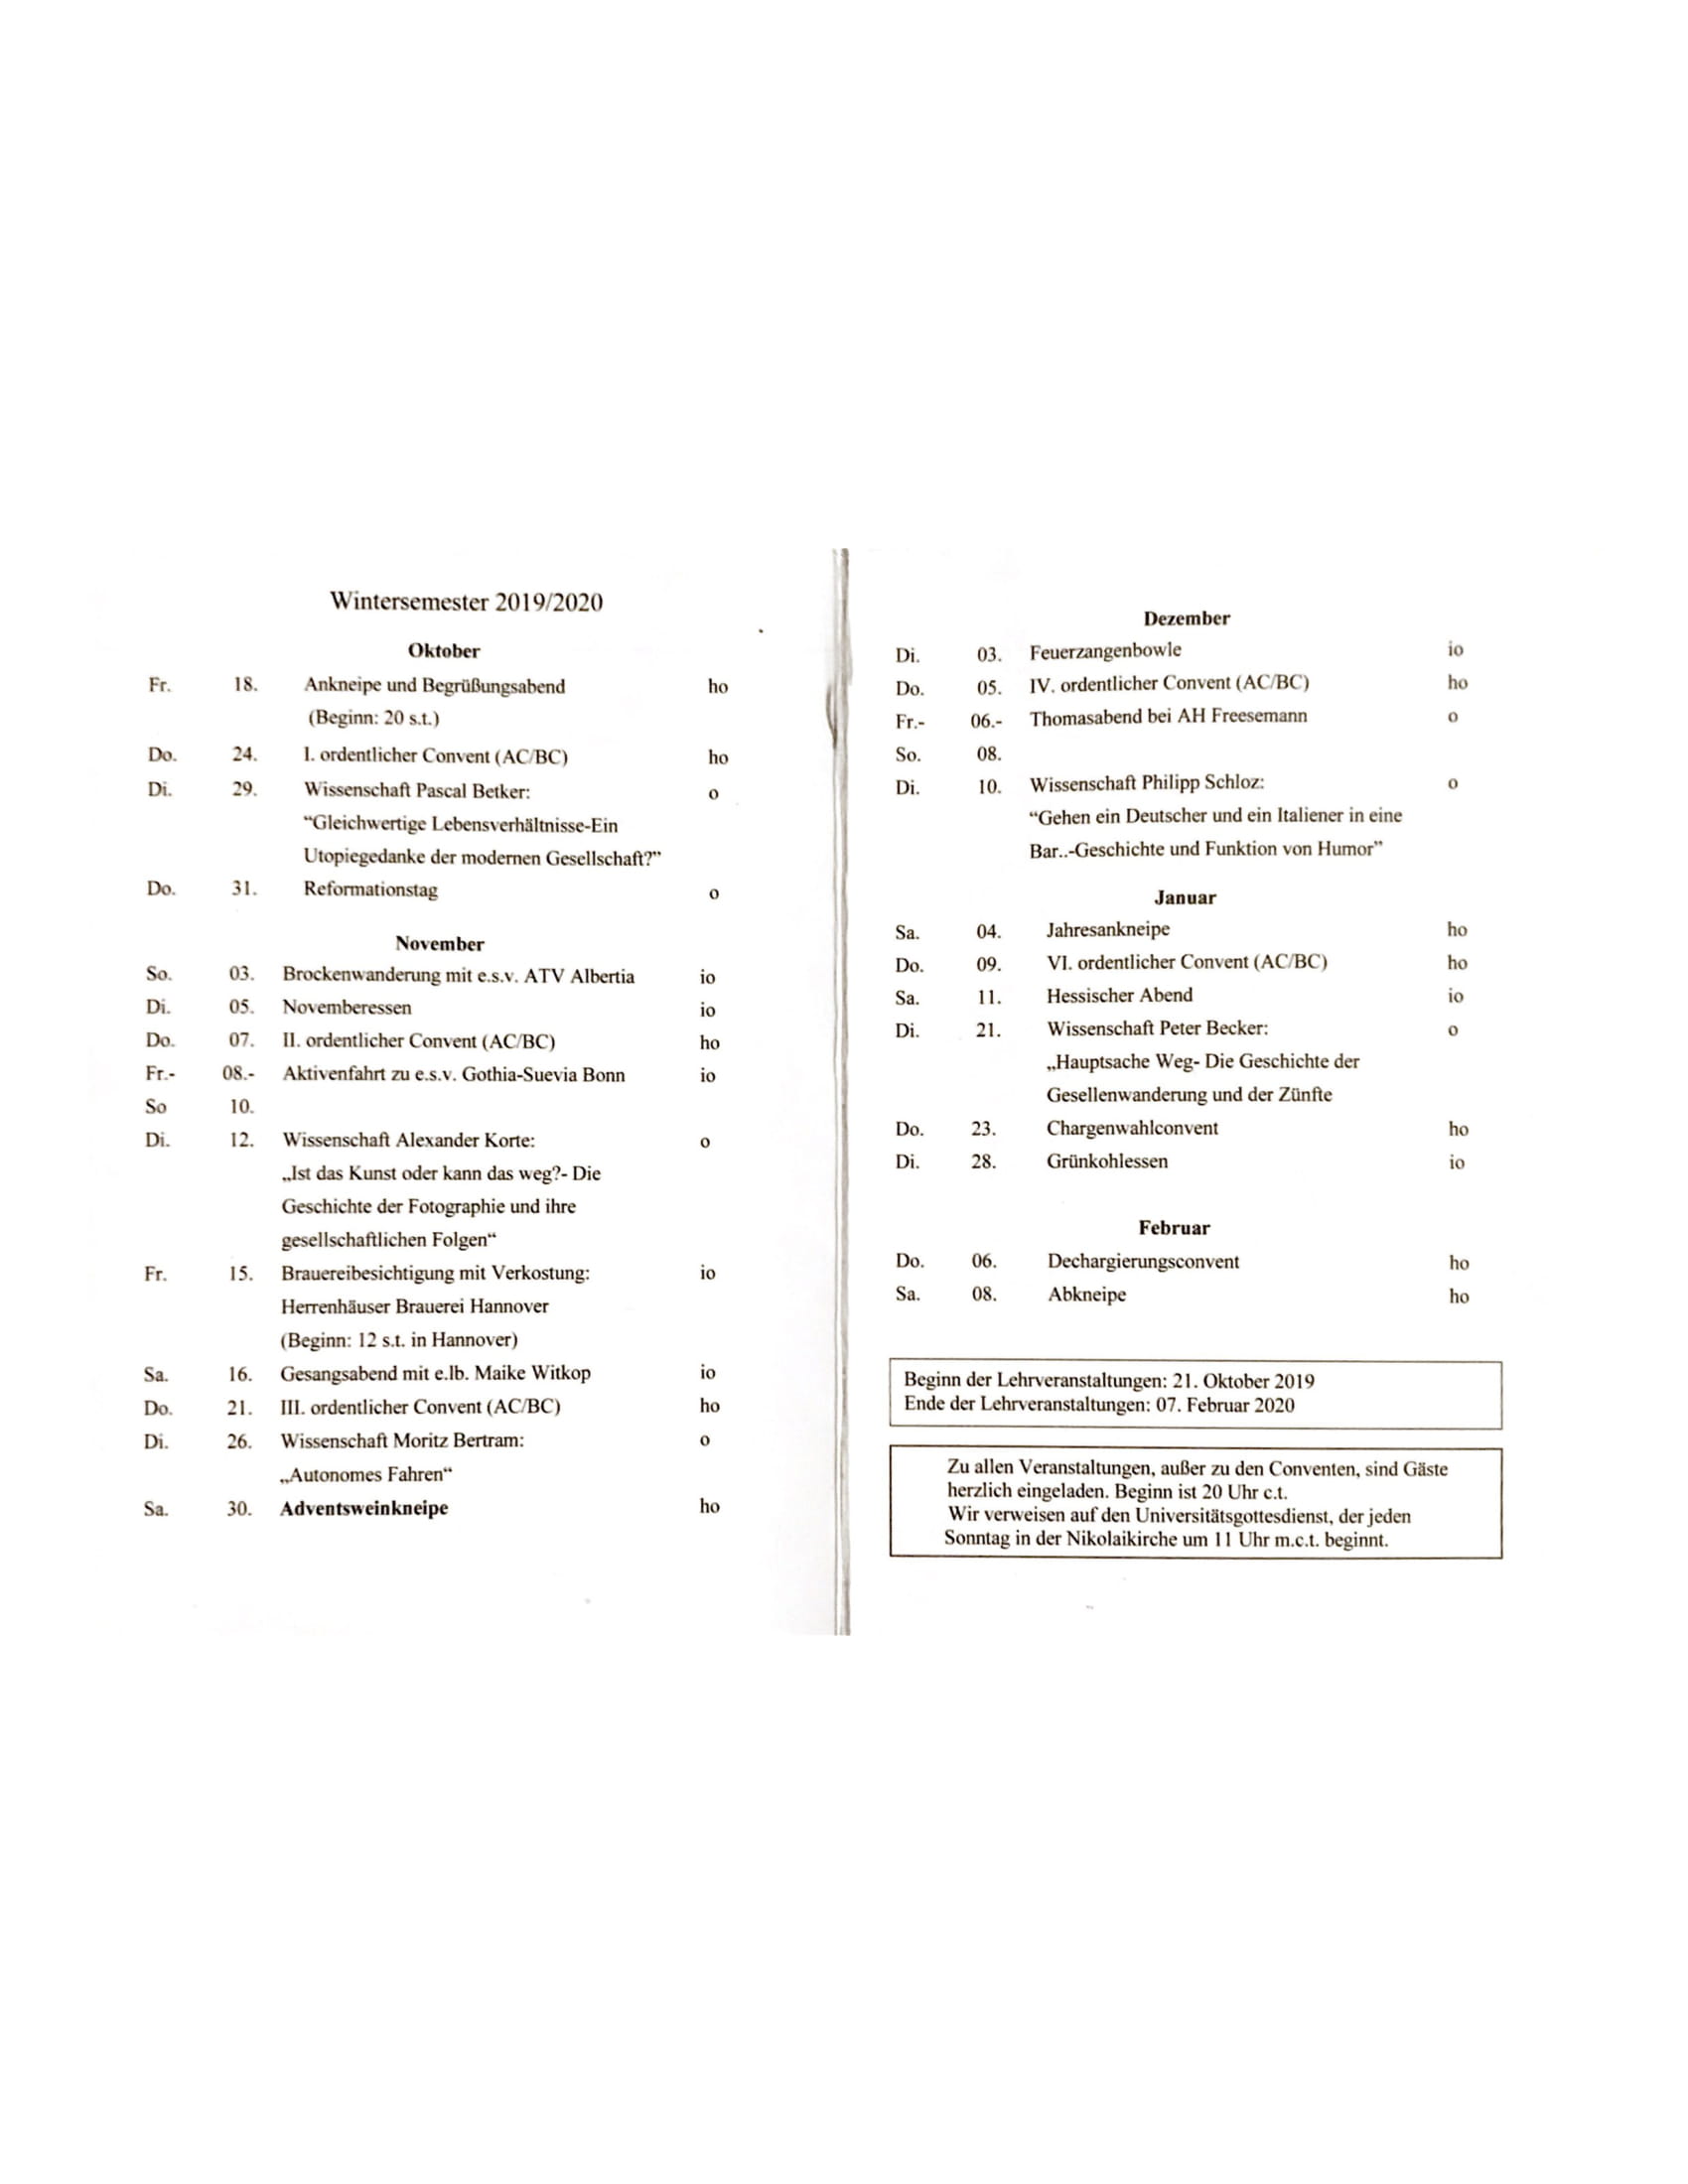 Wintersemester 2019/2020
Oktober
Fr. 18. Ankneipe und Begrüßungsabend ho
(Beginn: 20 s.t.)
Do. 24. I. ordentlicher Convent (AC/BC) ho
Di. 29. Wissenschaft Pascal Betker: o
“Gleichwertige Lebensverhältnisse-Ein
Utopiegedanke der modernen Gesellschaft?”
Do. 31. Reformationstag o
November
So. 03. Brockenwanderung mit e.s.v. ATV Albertia io
Di. 05. Novemberessen io
Do. 07. II. ordentlicher Convent (AC/BC) ho
Fr.- 08.- Aktivenfahrt zu e.s.v. Gothia-Suevia Bonn io
So 10.
Di. 12. Wissenschaft Alexander Korte: o
„Ist das Kunst oder kann das weg?- Die
Geschichte der Fotographie und ihre
gesellschaftlichen Folgen“
Fr. 15. Brauereibesichtigung mit Verkostung: io
Herrenhäuser Brauerei Hannover
(Beginn: 12 s.t. in Hannover)
Sa. 16. Gesangsabend mit e.lb. Maike Witkop io
Do. 21. III. ordentlicher Convent (AC/BC) ho
Di. 26. Wissenschaft Moritz Bertram: o
„Autonomes Fahren“
Sa. 30. Adventsweinkneipe ho
Dezember
Di. 03. Feuerzangenbowle io
Do. 05. IV. ordentlicher Convent (AC/BC) ho
Fr.- 06.- Thomasabend bei AH Freesemann o
So. 08.
Di. 10. Wissenschaft Philipp Schloz: o
“Gehen ein Deutscher und ein Italiener in eine
Bar..-Geschichte und Funktion von Humor”
Januar
Sa. 04. Jahresankneipe ho
Do. 09. VI. ordentlicher Convent (AC/BC) ho
Sa. 11. Hessischer Abend io
Di. 21. Wissenschaft Peter Becker: o
„Hauptsache Weg- Die Geschichte der
Gesellenwanderung und der Zünfte
Do. 23. Chargenwahlconvent ho
Di. 28. Grünkohlessen io
Februar
Do. 06. Dechargierungsconvent ho
Sa. 08. Abkneipe ho
Beginn der Lehrveranstaltungen: 21. Oktober 2019
Ende der Lehrveranstaltungen: 07. Februar 2020
Zu allen Veranstaltungen, außer zu den Conventen, sind Gäste
herzlich eingeladen. Beginn ist 20 Uhr c.t.
Wir verweisen auf den Universitätsgottesdienst, der jeden
Sonntag in der Nikolaikirche um 11 Uhr m.c.t. beginnt.